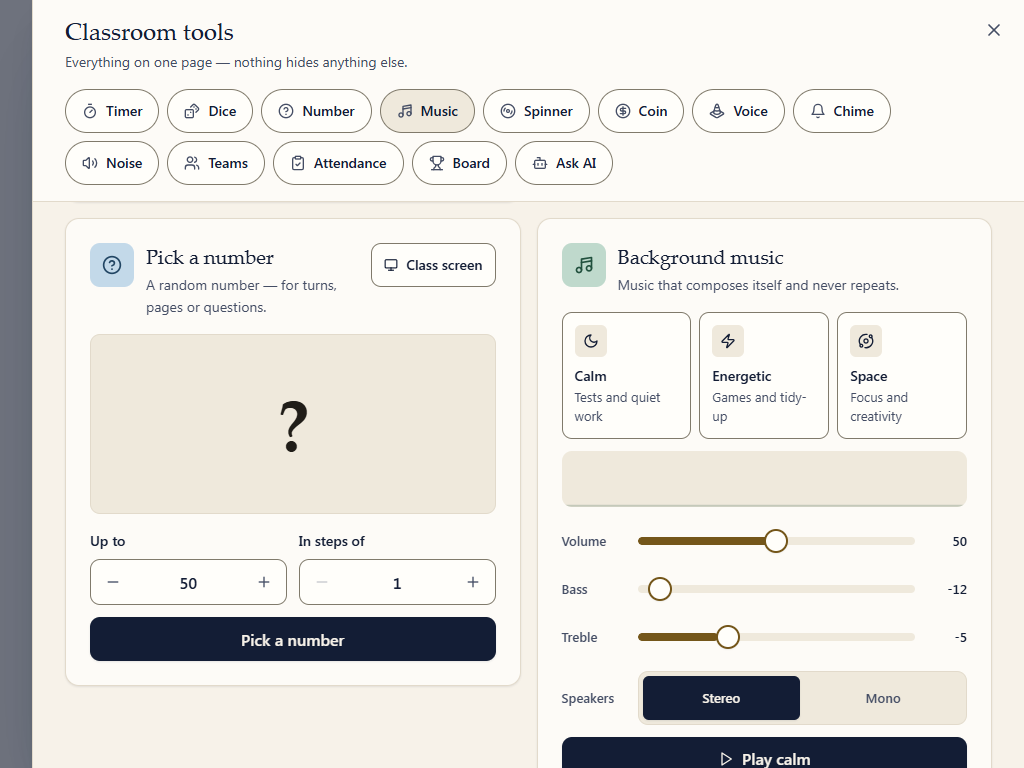 Classroom tools
Everything on one page — nothing hides anything else.
Timer
Dice
Number
Music
Spinner
Coin
Voice
Chime
Noise
Teams
Attendance
Board
Ask AI
Pick a number
A random number — for turns,
pages or questions.
Class screen
?
Up to
In steps of
50
1
Pick a number
Background music
Music that composes itself and never repeats.
Calm
Tests and quiet
work
Energetic
Games and tidy-
up
Space
Focus and
creativity
Volume
50
Bass
-12
Treble
-5
Speakers
Stereo
Mono
Play calm